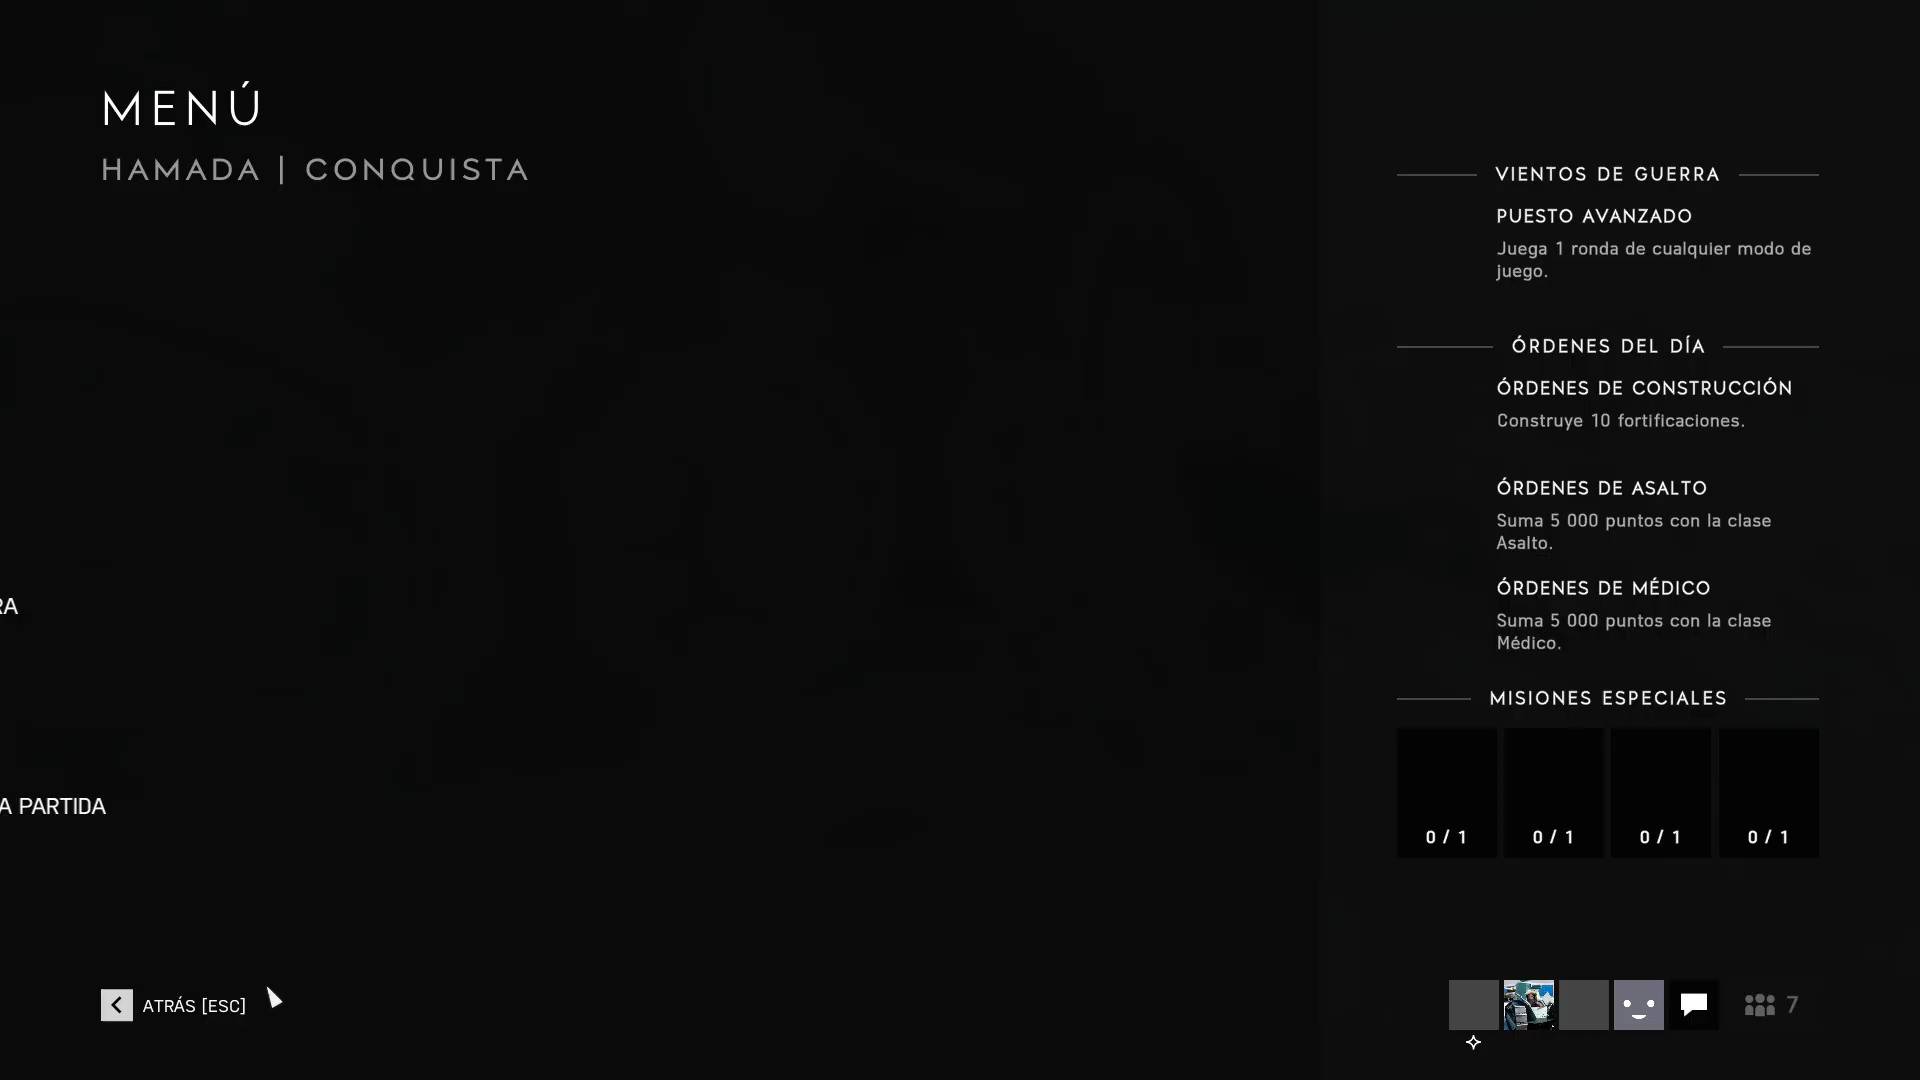 MENÚ
HAMADA | CONQUISTA
VIENTOS DE GUERRA
PUESTO AVANZADO
Juega 1 ronda de cualquier modo de
juego.
ÓRDENES DEL DÍA
ÓRDENES DE CONSTRUCCIÓN
Construye 10 fortificaciones.
ÓRDENES DE ASALTO
Suma 5 000 puntos con la clase
Asalto.
ÓRDENES DE MÉDICO
Suma 5 000 puntos con la clase
Médico.
MISIONES ESPECIALES
0 / 1
0 / 1
0 / 1
0 / 1
RA
A PARTIDA
ATRÁS [ESC]
7